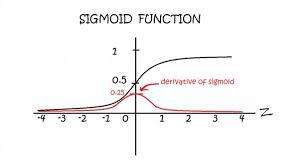 SIGMOID FUNCTION
1
0.5
0.25
derivative of sigmoid
-4 -3 -2 -1 0 1 2 3 4 Z